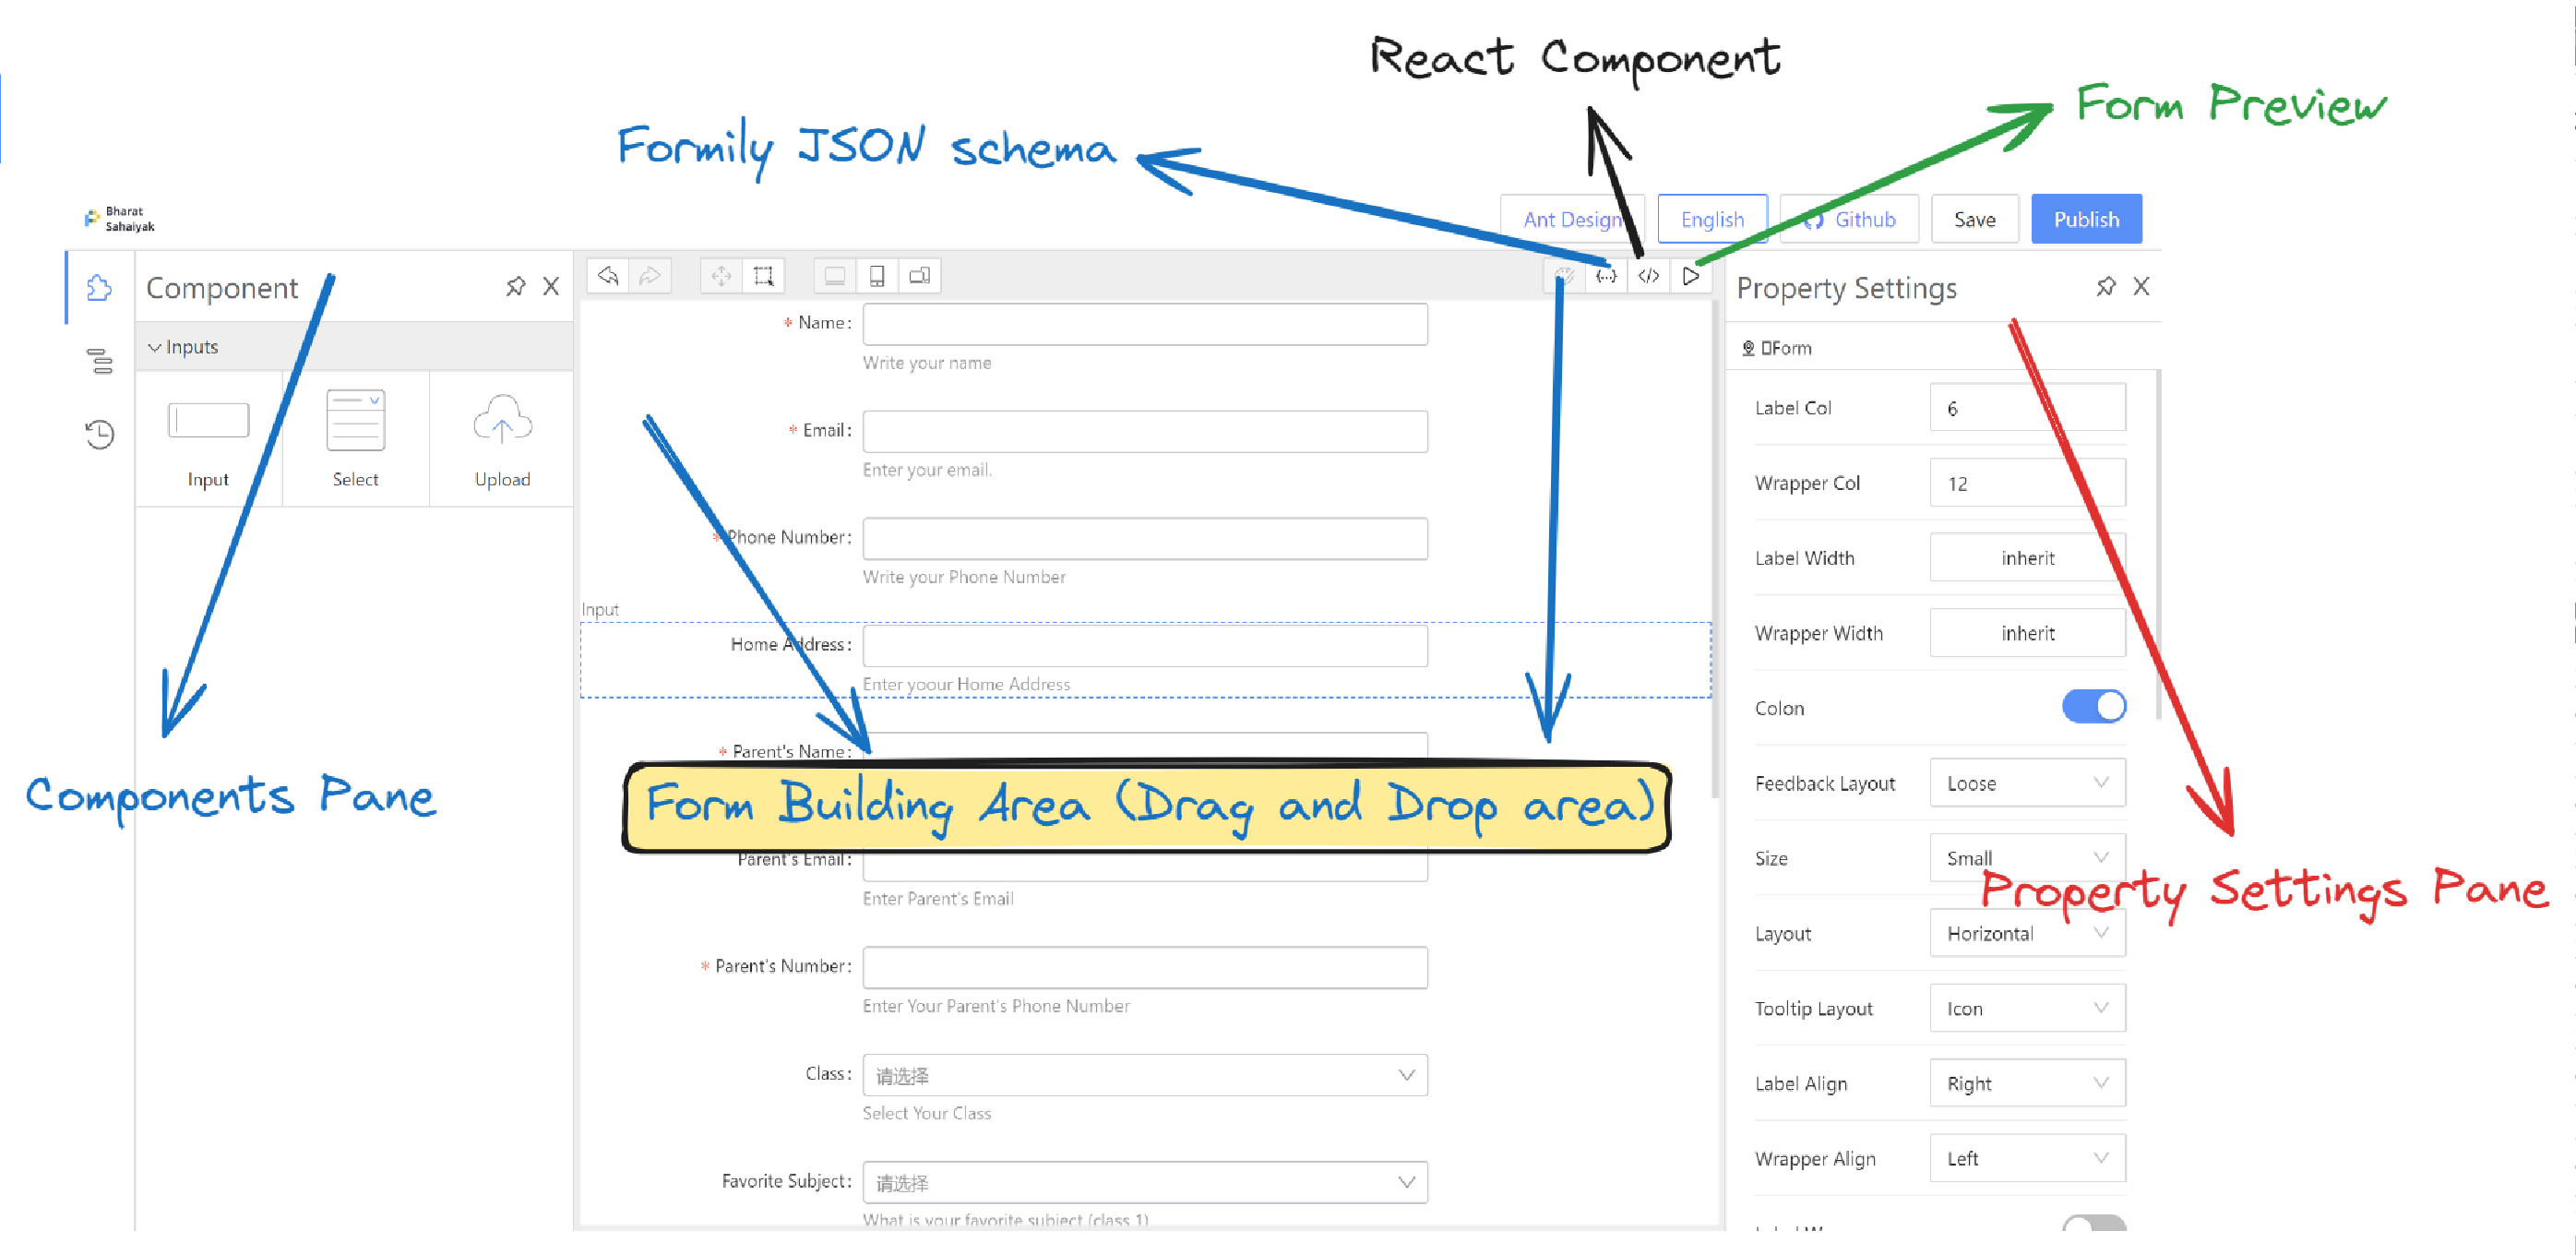 React Component
Form Preview
Formily JSON schema
Bharat
Sahaiyak
Ant Design
English
Github
Save
Publish
Component
Inputs
Input
Select
Upload
Components Pane
{...}
</>
* Name:
Write your name
* Email:
Enter your email.
* Phone Number:
Write your Phone Number
Input
Home Address:
Enter yoour Home Address
* Parent's Name:
Form Building Area (Drag and Drop area)
Parent's Email:
Enter Parent's Email
* Parent's Number:
Enter Your Parent's Phone Number
Class:
请选择
Select Your Class
Favorite Subject:
请选择
What is your favorite subject (class 1)
Property Settings
Form
Label Col
6
Wrapper Col
12
Label Width
inherit
Wrapper Width
inherit
Colon
Feedback Layout
Loose
Size
Small
Property Settings Pane
Layout
Horizontal
Tooltip Layout
Icon
Label Align
Right
Wrapper Align
Left